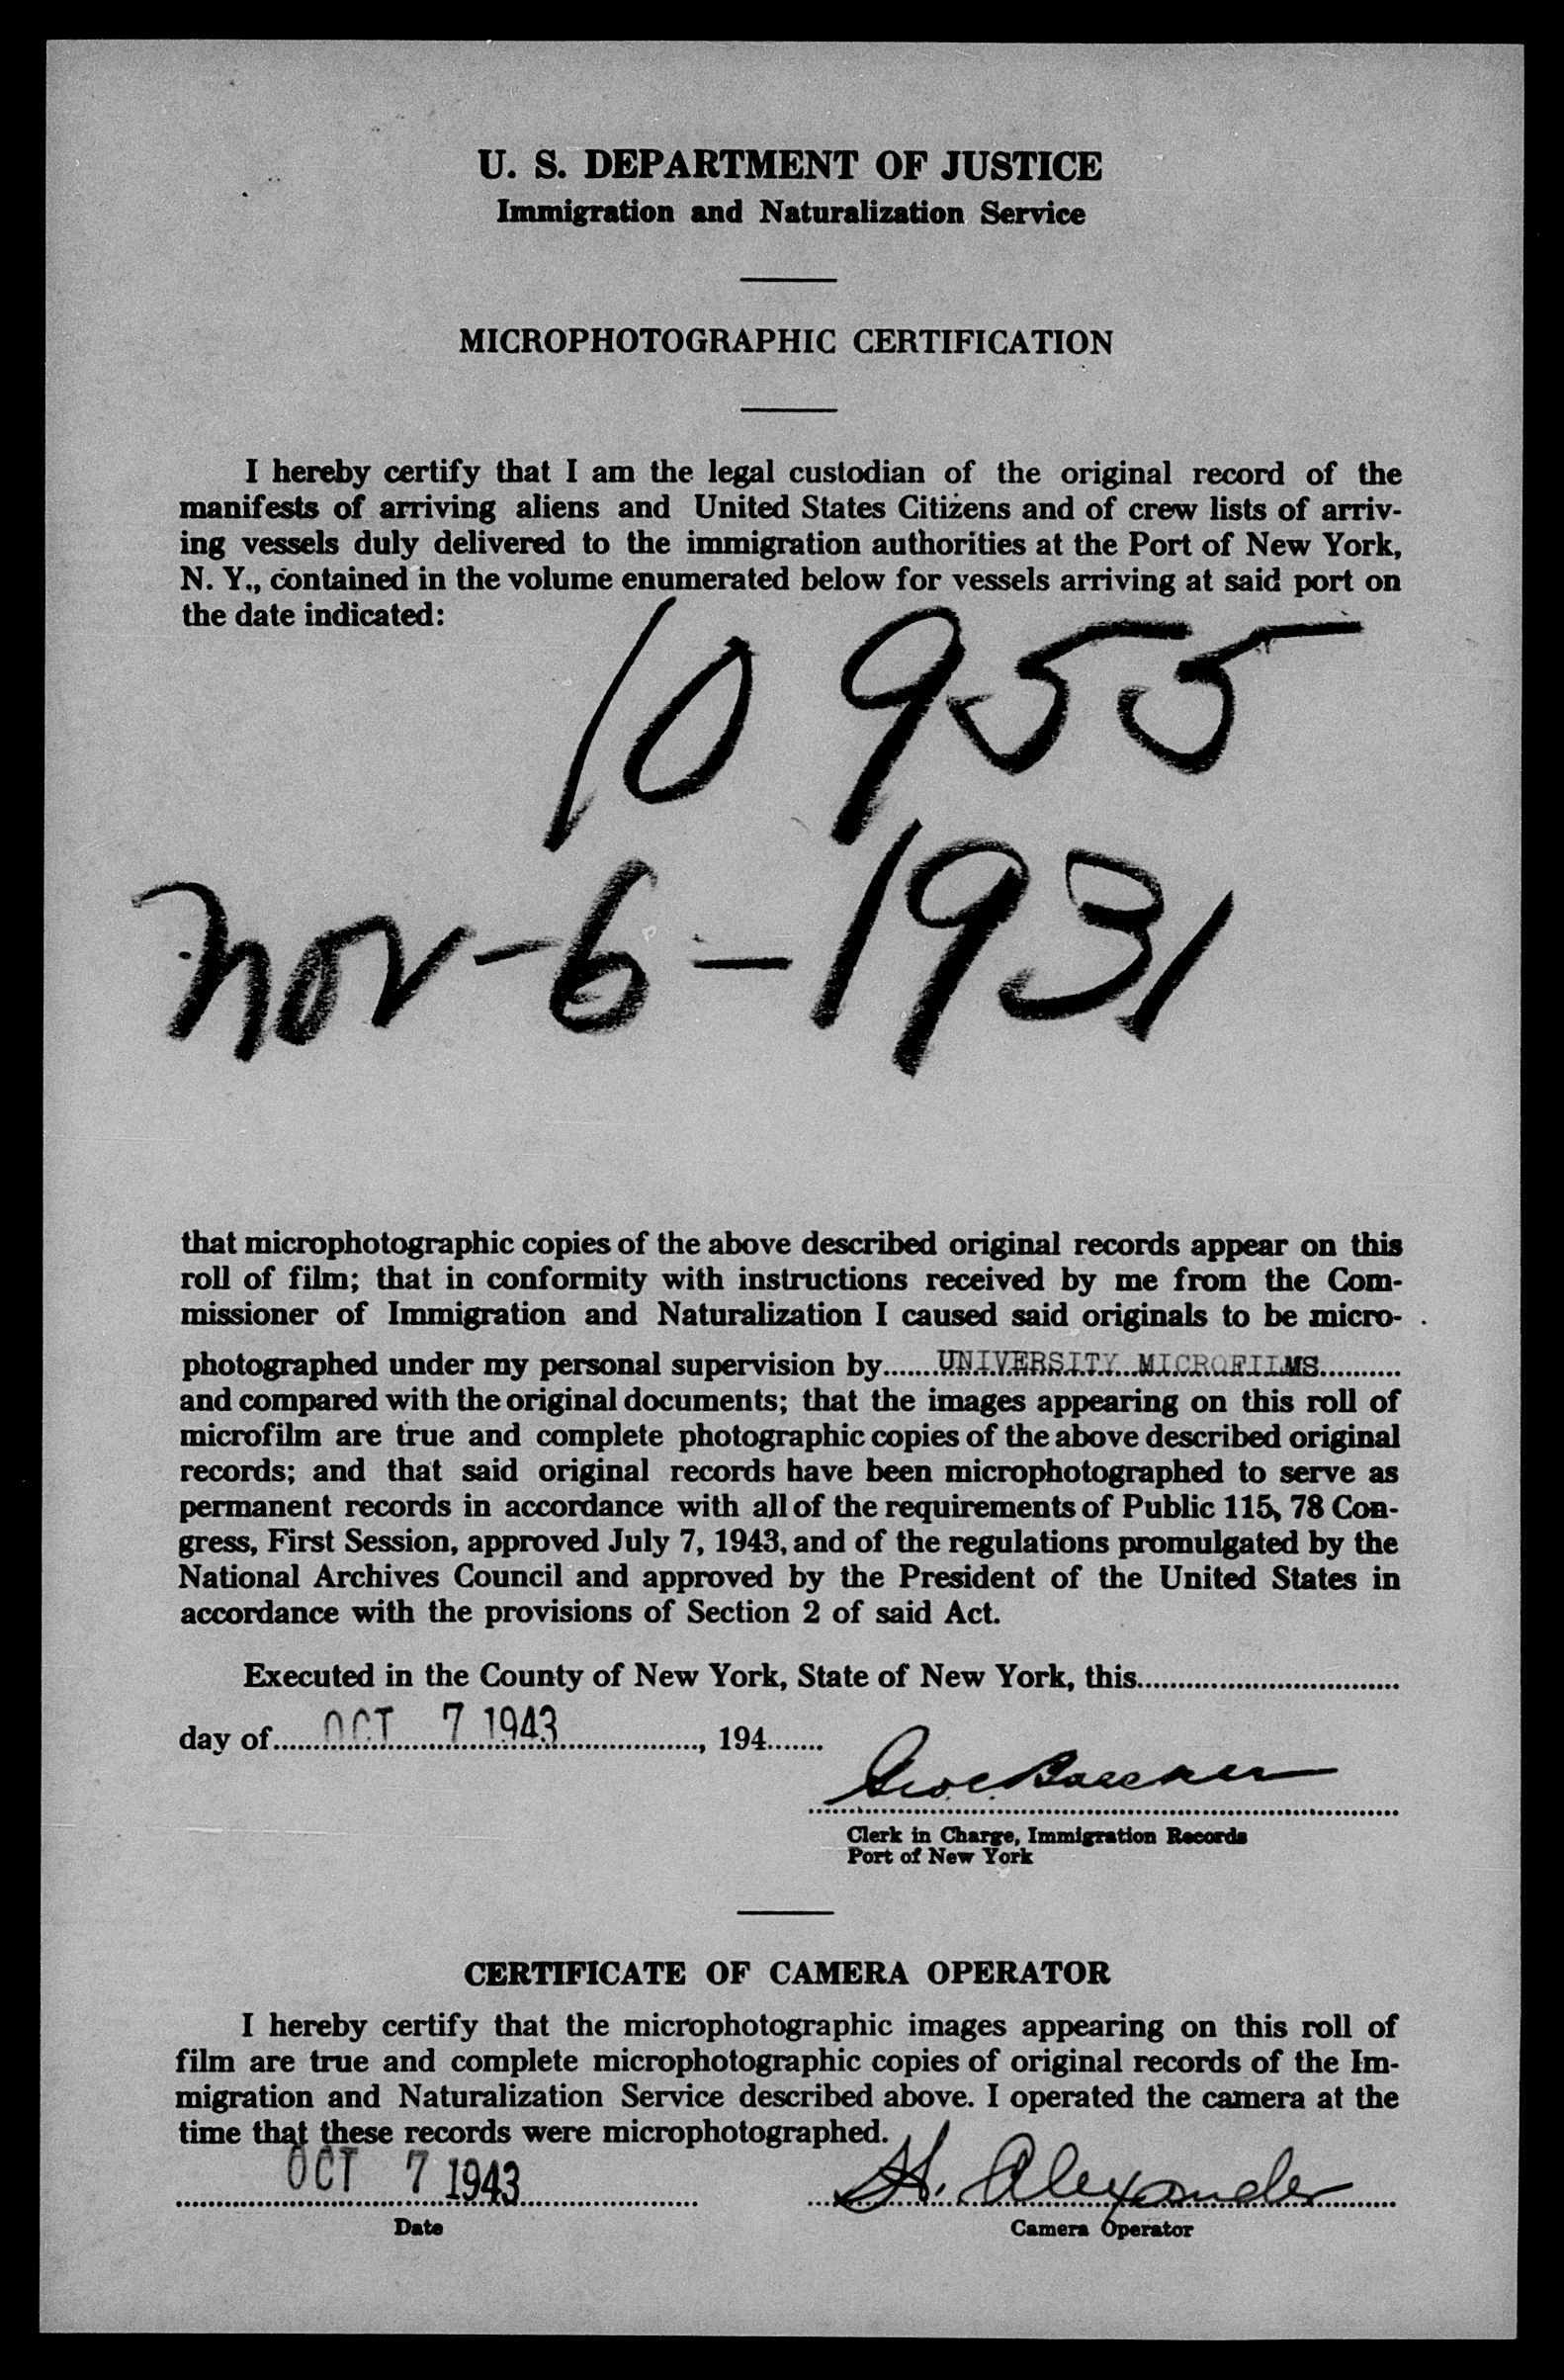 U. S. DEPARTMENT OF JUSTICE
Immigration and Naturalization Service
MICROPHOTOGRAPHIC CERTIFICATION
I hereby certify that I am the legal custodian of the original record of the
manifests of arriving aliens and United States Citizens and of crew lists of arriv-
ing vessels duly delivered to the immigration authorities at the Port of New York,
N. Y., contained in the volume enumerated below for vessels arriving at said port on
the date indicated:
10955
Nov-6-1931
that microphotographic copies of the above described original records appear on this
roll of film; that in conformity with instructions received by me from the Com-
missioner of Immigration and Naturalization I caused said originals to be micro-
photographed under my personal supervision by......UNIVERSITY MICROFILMS..........
and compared with the original documents; that the images appearing on this roll of
microfilm are true and complete photographic copies of the above described original
records; and that said original records have been microphotographed to serve as
permanent records in accordance with all of the requirements of Public 115, 78 Con-
gress, First Session, approved July 7, 1943, and of the regulations promulgated by the
National Archives Council and approved by the President of the United States in
accordance with the provisions of Section 2 of said Act.
Executed in the County of New York, State of New York, this................................
day of......OCT 7 1943................., 194.......
Clerk in Charge, Immigration Records
Port of New York
CERTIFICATE OF CAMERA OPERATOR
I hereby certify that the microphotographic images appearing on this roll of
film are true and complete microphotographic copies of original records of the Im-
migration and Naturalization Service described above. I operated the camera at the
time that these records were microphotographed.
OCT 7 1943
H. Alexander
Date
Camera Operator